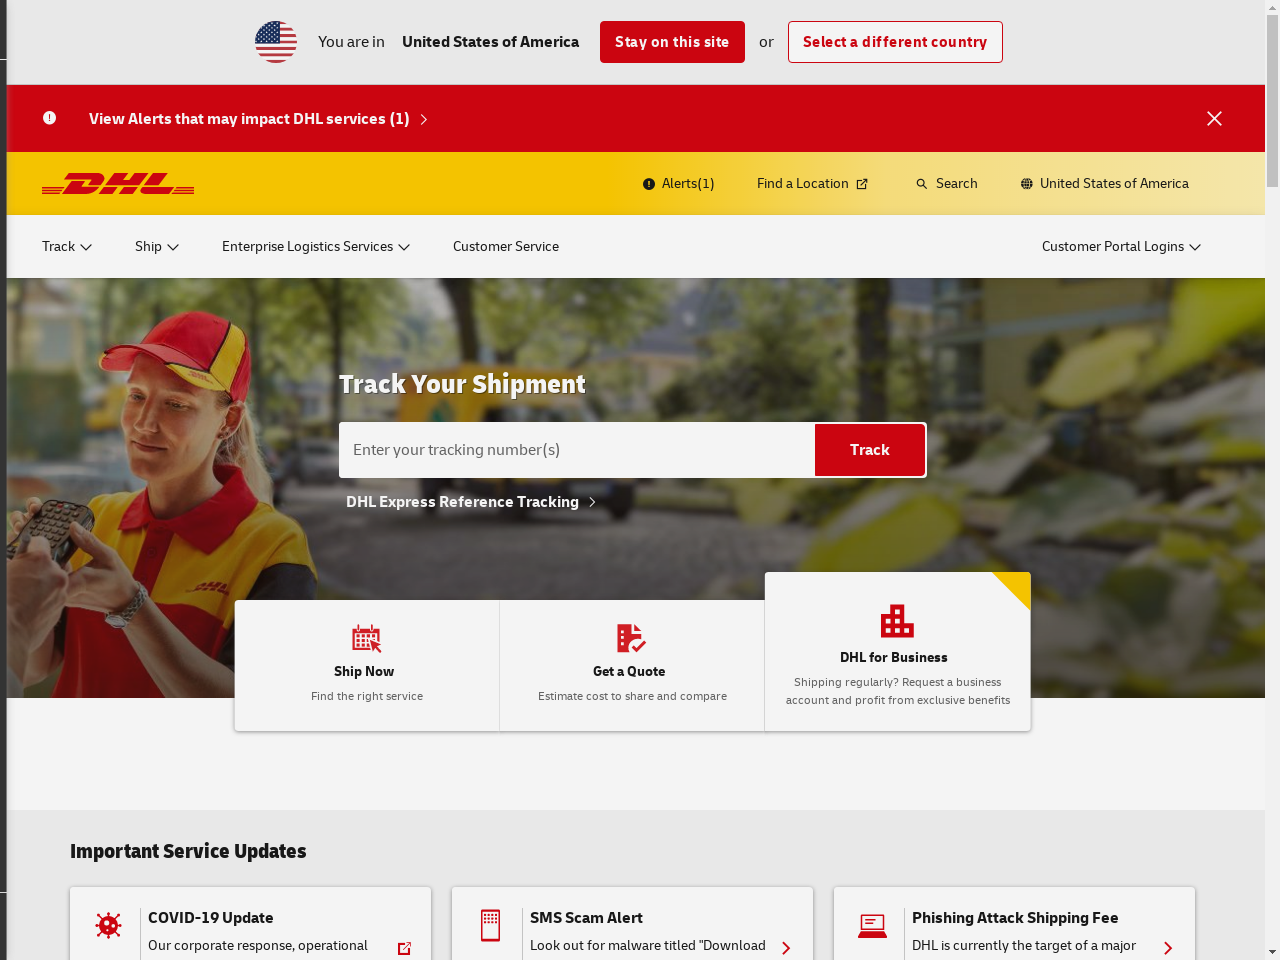 You are in United States of America Stay on this site or Select a different country
View Alerts that may impact DHL services (1)
DHL Alerts(1) Find a Location Search United States of America
Track Ship Enterprise Logistics Services Customer Service Customer Portal Logins
Track Your Shipment
Enter your tracking number(s) Track
DHL Express Reference Tracking
Ship Now
Find the right service
Get a Quote
Estimate cost to share and compare
DHL for Business
Shipping regularly? Request a business
account and profit from exclusive benefits
Important Service Updates
COVID-19 Update
Our corporate response, operational
SMS Scam Alert
Look out for malware titled "Download
Phishing Attack Shipping Fee
DHL is currently the target of a major